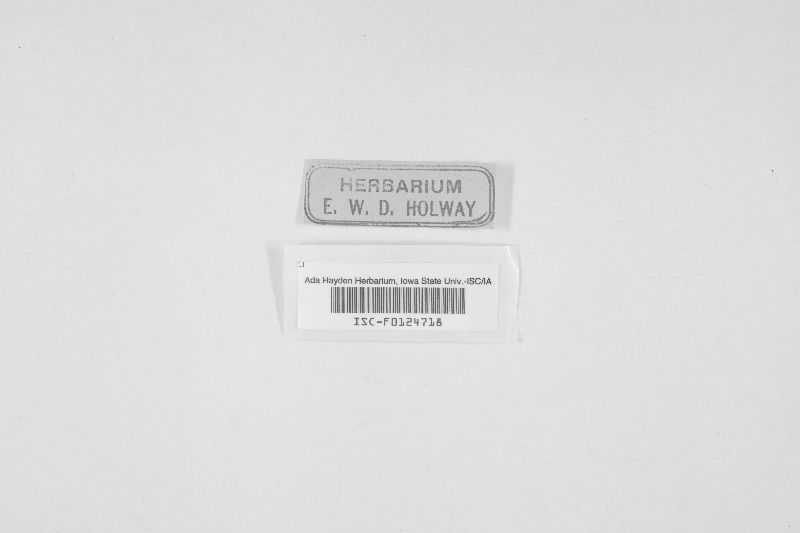 HERBARIUM
E. W. D. HOLWAY
Ada Hayden Herbarium, Iowa State Univ.-ISC/IA
ISC-F0124718